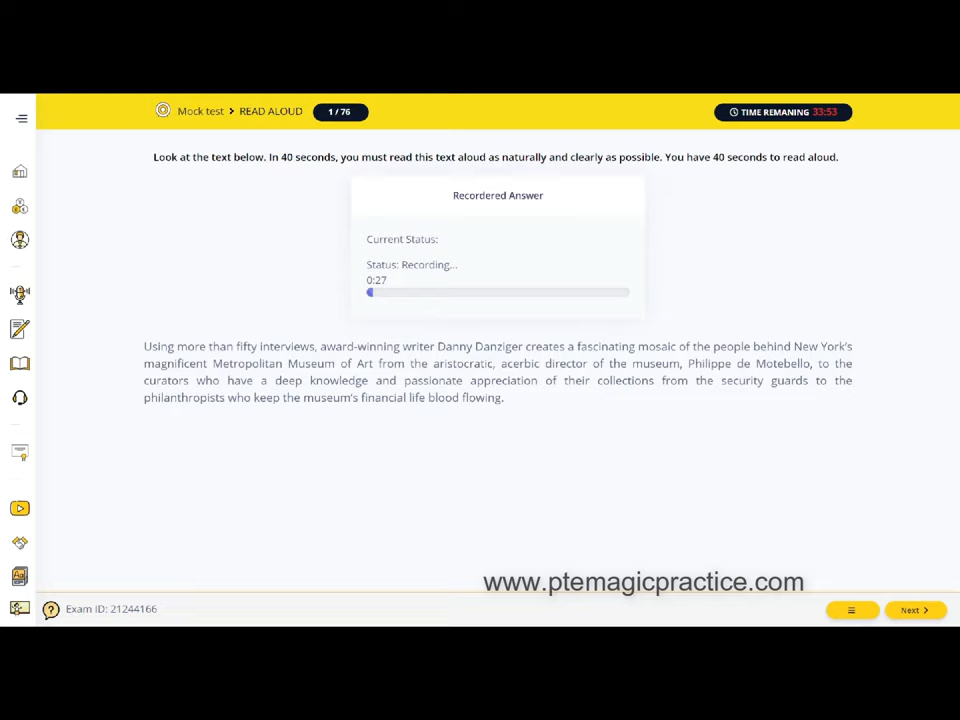 Mock test > READ ALOUD 1 / 76 TIME REMANING 33:53
Look at the text below. In 40 seconds, you must read this text aloud as naturally and clearly as possible. You have 40 seconds to read aloud.
Recordered Answer
Current Status:
Status: Recording...
0:27
Using more than fifty interviews, award-winning writer Danny Danziger creates a fascinating mosaic of the people behind New York's
magnificent Metropolitan Museum of Art from the aristocratic, acerbic director of the museum, Philippe de Motebello, to the
curators who have a deep knowledge and passionate appreciation of their collections from the security guards to the
philanthropists who keep the museum's financial life blood flowing.
www.ptemagicpractice.com
Exam ID: 21244166
Next >